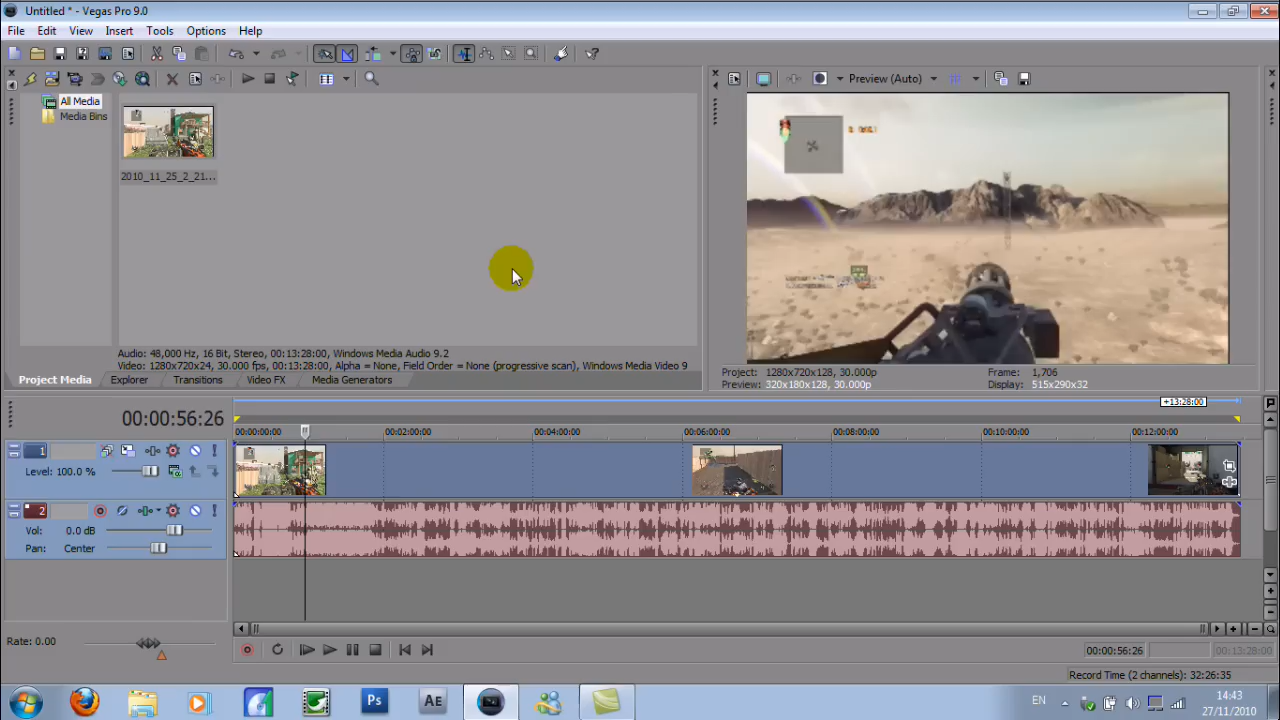 Untitled * - Vegas Pro 9.0
File Edit View Insert Tools Options Help
Preview (Auto)
All Media
Media Bins
2010_11_25_2_21...
Audio: 48,000 Hz, 16 Bit, Stereo, 00:13:28:00, Windows Media Audio 9.2
Video: 1280x720x24, 30.000 fps, 00:13:28:00, Alpha = None, Field Order = None (progressive scan), Windows Media Video 9
Project: 1280x720x128, 30.000p Frame: 1,706
Preview: 320x180x128, 30.000p Display: 515x290x32
Project Media Explorer Transitions Video FX Media Generators
+13:28:00
00:00:56:26
00:00:00:00 00:02:00:00 00:04:00:00 00:06:00:00 00:08:00:00 00:10:00:00 00:12:00:00
1
Level: 100.0 %
2
Vol: 0.0 dB
Pan: Center
Rate: 0.00
00:00:56:26 00:13:28:00
Record Time (2 channels): 32:26:35
Ps AE EN 14:43
27/11/2010